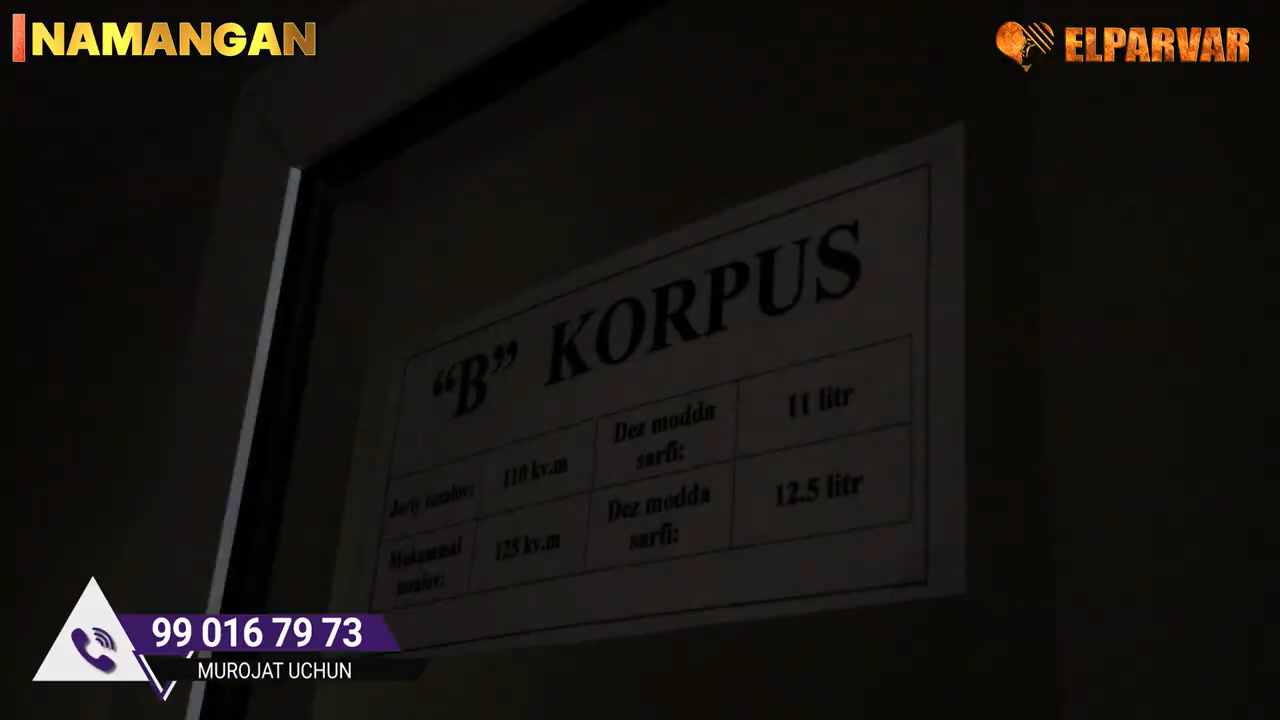 NAMANGAN
ELPARVAR
“B” KORPUS
Joriy tozalov:
110 kv.m
Dez modda
sarfi:
11 litr
Mukammal
tozalov:
125 kv.m
Dez modda
sarfi:
12.5 litr
99 016 79 73
MUROJAT UCHUN